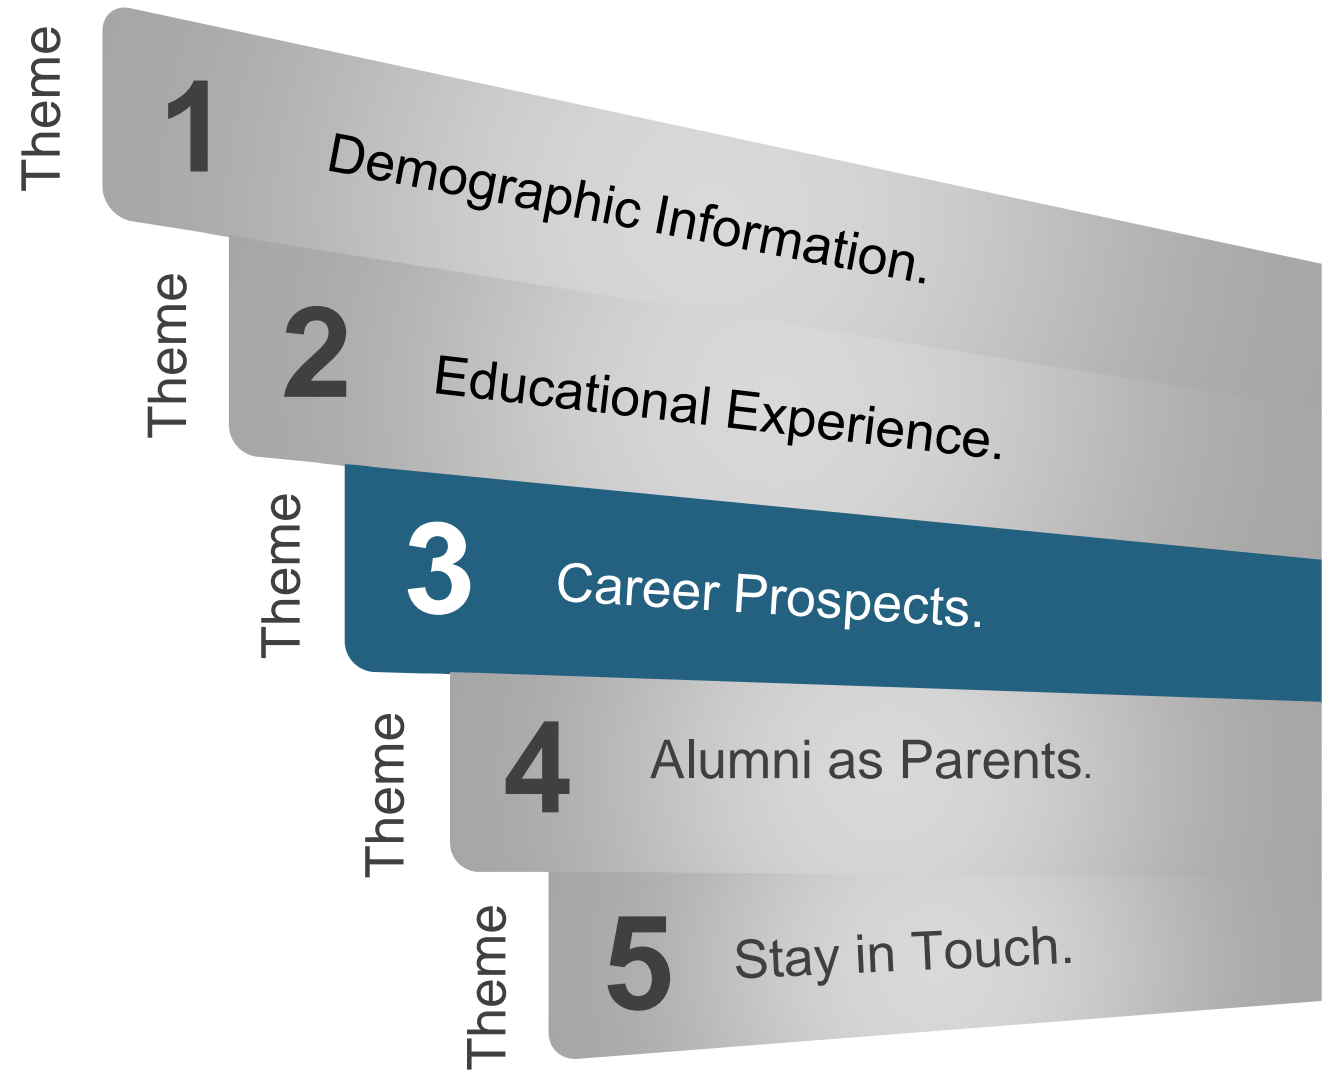 Theme
1
Demographic Information.
Theme
2
Educational Experience.
Theme
3
Career Prospects.
Theme
4
Alumni as Parents.
Theme
5
Stay in Touch.